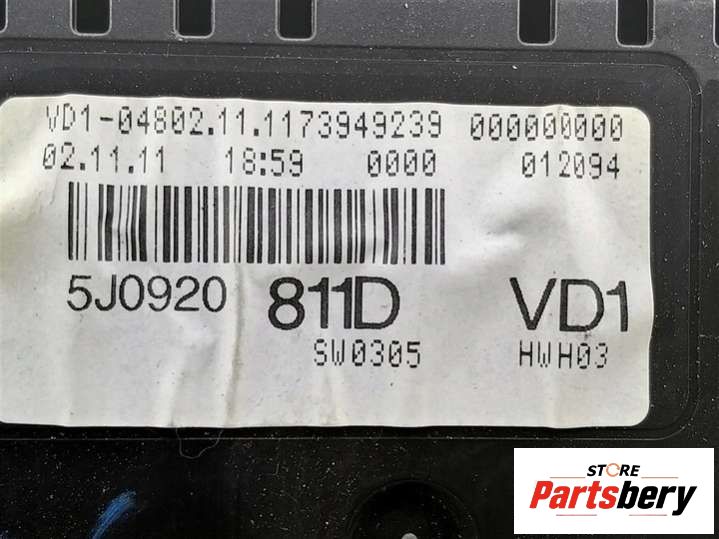 VD1-04802.11.1173949239 000000000
02.11.11 18:59 0000 012094
5J0920 811D VD1
SW0305 HWH03
STORE
Partsbery